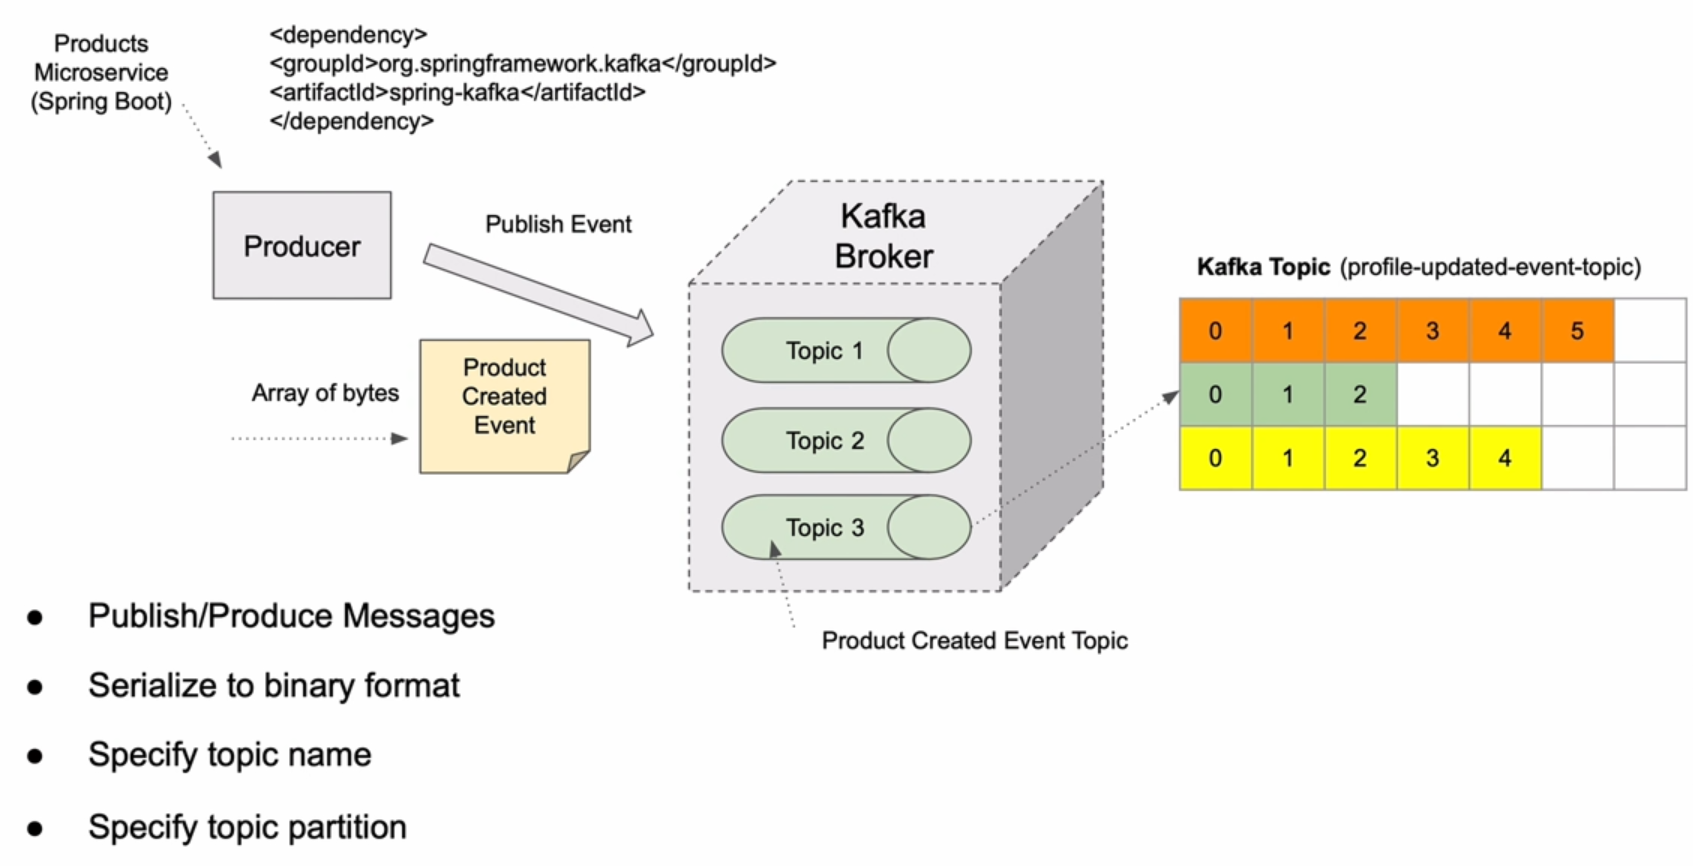 Products
Microservice
(Spring Boot)
<dependency>
<groupId>org.springframework.kafka</groupId>
<artifactId>spring-kafka</artifactId>
</dependency>
Producer
Publish Event
Array of bytes
Product
Created
Event
Kafka
Broker
Topic 1
Topic 2
Topic 3
Product Created Event Topic
Kafka Topic (profile-updated-event-topic)
0 1 2 3 4 5
0 1 2
0 1 2 3 4
● Publish/Produce Messages
● Serialize to binary format
● Specify topic name
● Specify topic partition